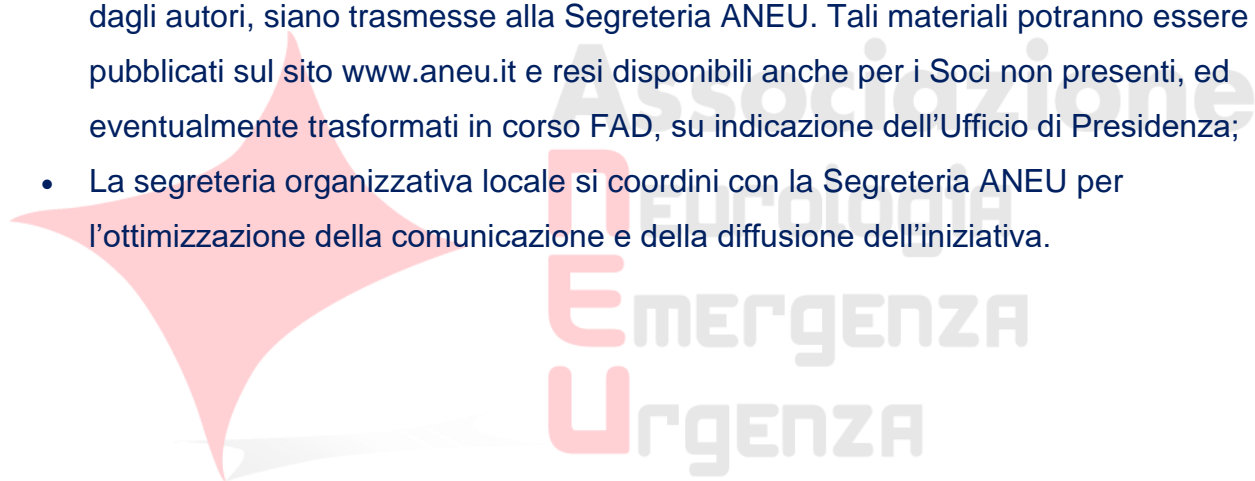 dagli autori, siano trasmesse alla Segreteria ANEU. Tali materiali potranno essere
pubblicati sul sito www.aneu.it e resi disponibili anche per i Soci non presenti, ed
eventualmente trasformati in corso FAD, su indicazione dell’Ufficio di Presidenza;
• La segreteria organizzativa locale si coordini con la Segreteria ANEU per
l’ottimizzazione della comunicazione e della diffusione dell’iniziativa.
Associazione
nEurologia
Emergenza
Urgenza